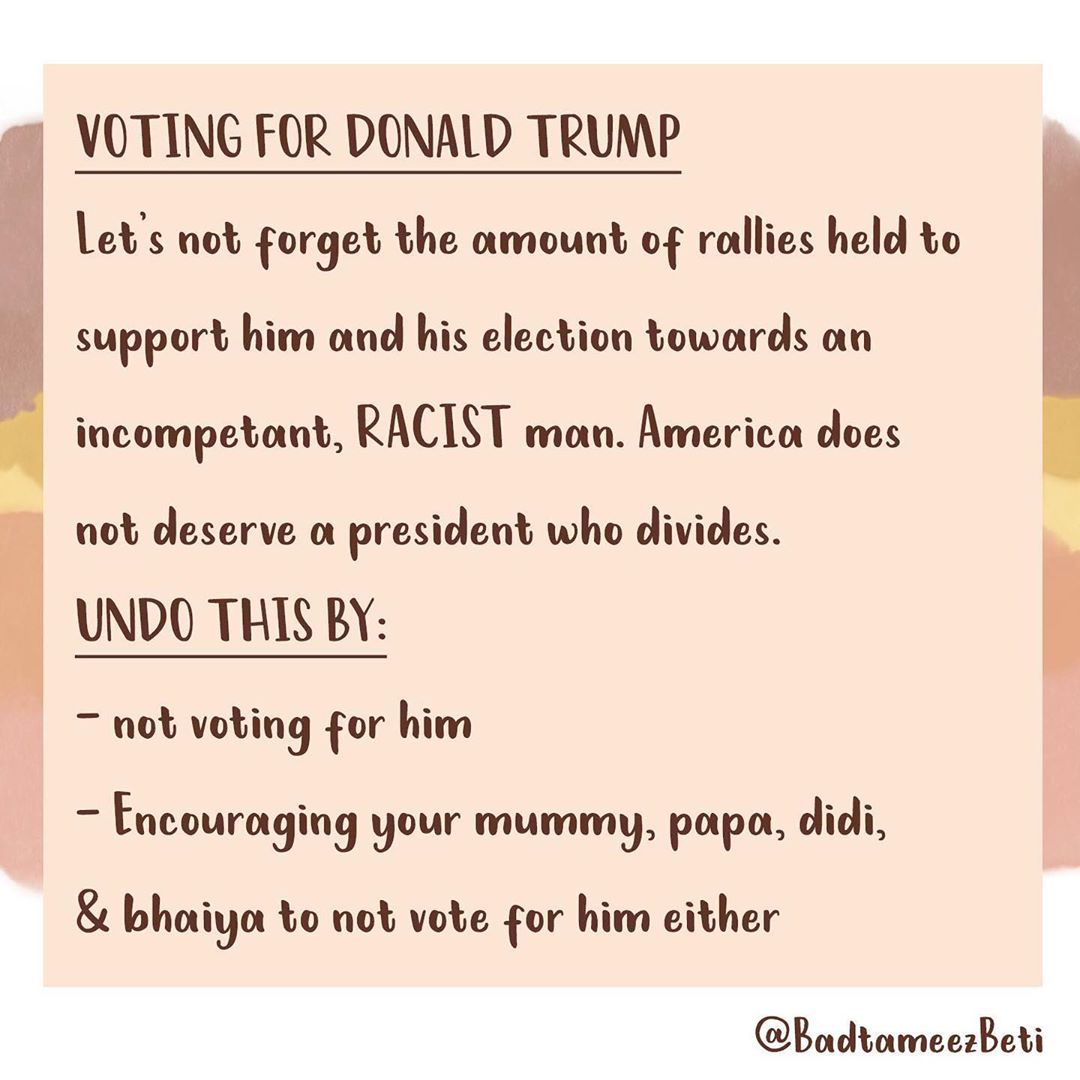 VOTING FOR DONALD TRUMP
Let's not forget the amount of rallies held to
support him and his election towards an
incompetant, RACIST man. America does
not deserve a president who divides.
UNDO THIS BY:
- not voting for him
- Encouraging your mummy, papa, didi,
& bhaiya to not vote for him either
@BadtameezBeti